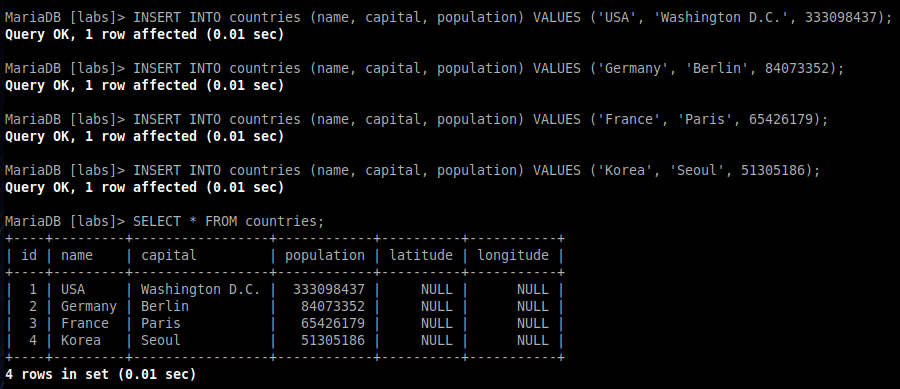 MariaDB [labs]> INSERT INTO countries (name, capital, population) VALUES ('USA', 'Washington D.C.', 333098437);
Query OK, 1 row affected (0.01 sec)

MariaDB [labs]> INSERT INTO countries (name, capital, population) VALUES ('Germany', 'Berlin', 84073352);
Query OK, 1 row affected (0.01 sec)

MariaDB [labs]> INSERT INTO countries (name, capital, population) VALUES ('France', 'Paris', 65426179);
Query OK, 1 row affected (0.01 sec)

MariaDB [labs]> INSERT INTO countries (name, capital, population) VALUES ('Korea', 'Seoul', 51305186);
Query OK, 1 row affected (0.01 sec)

MariaDB [labs]> SELECT * FROM countries;
+----+---------+-----------------+------------+----------+-----------+
| id | name    | capital         | population | latitude | longitude |
+----+---------+-----------------+------------+----------+-----------+
|  1 | USA     | Washington D.C. |  333098437 |     NULL |      NULL |
|  2 | Germany | Berlin          |   84073352 |     NULL |      NULL |
|  3 | France  | Paris           |   65426179 |     NULL |      NULL |
|  4 | Korea   | Seoul           |   51305186 |     NULL |      NULL |
+----+---------+-----------------+------------+----------+-----------+
4 rows in set (0.01 sec)